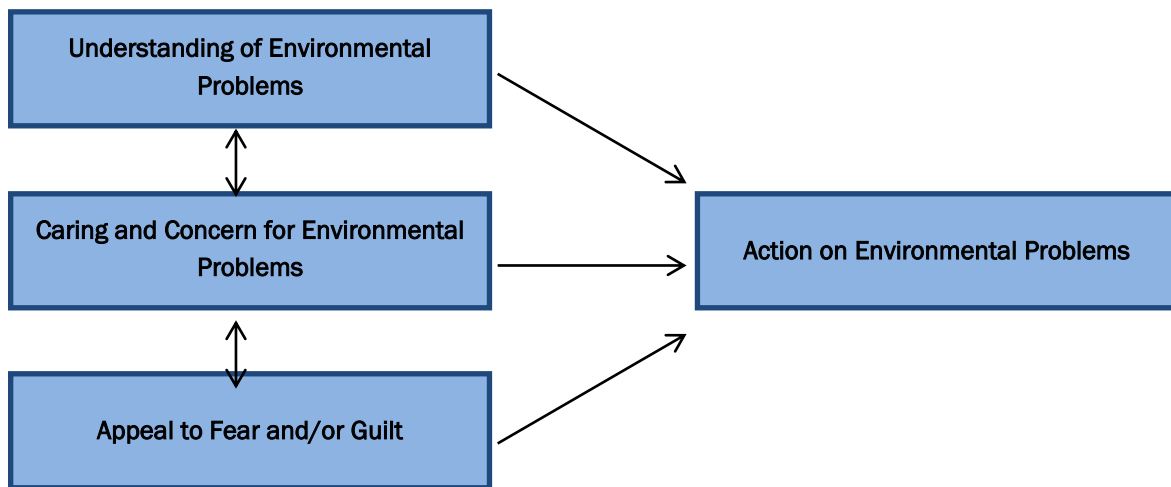 Understanding of Environmental
Problems
Caring and Concern for Environmental
Problems
Action on Environmental Problems
Appeal to Fear and/or Guilt